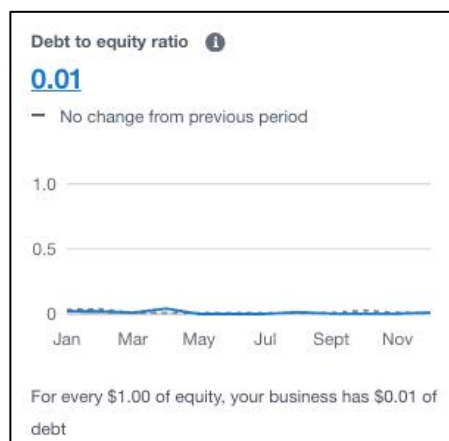 Debt to equity ratio
0.01
No change from previous period
1.0
0.5
0
Jan Mar May Jul Sept Nov
For every $1.00 of equity, your business has $0.01 of
debt